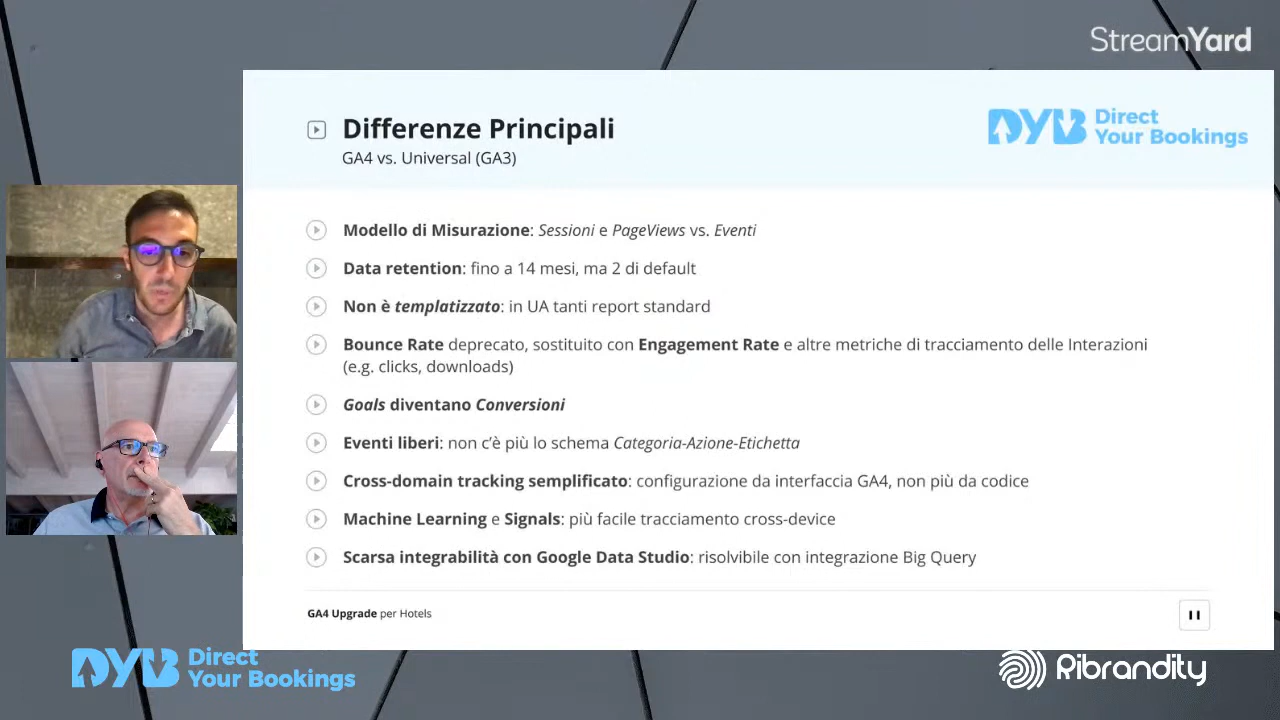 StreamYard
Differenze Principali
GA4 vs. Universal (GA3)
DYB Direct
Your Bookings
Modello di Misurazione: Sessioni e PageViews vs. Eventi
Data retention: fino a 14 mesi, ma 2 di default
Non è templatizzato: in UA tanti report standard
Bounce Rate deprecato, sostituito con Engagement Rate e altre metriche di tracciamento delle Interazioni
(e.g. clicks, downloads)
Goals diventano Conversioni
Eventi liberi: non c'è più lo schema Categoria-Azione-Etichetta
Cross-domain tracking semplificato: configurazione da interfaccia GA4, non più da codice
Machine Learning e Signals: più facile tracciamento cross-device
Scarsa integrabilità con Google Data Studio: risolvibile con integrazione Big Query
GA4 Upgrade per Hotels
DYB Direct
Your Bookings
Ribrandity